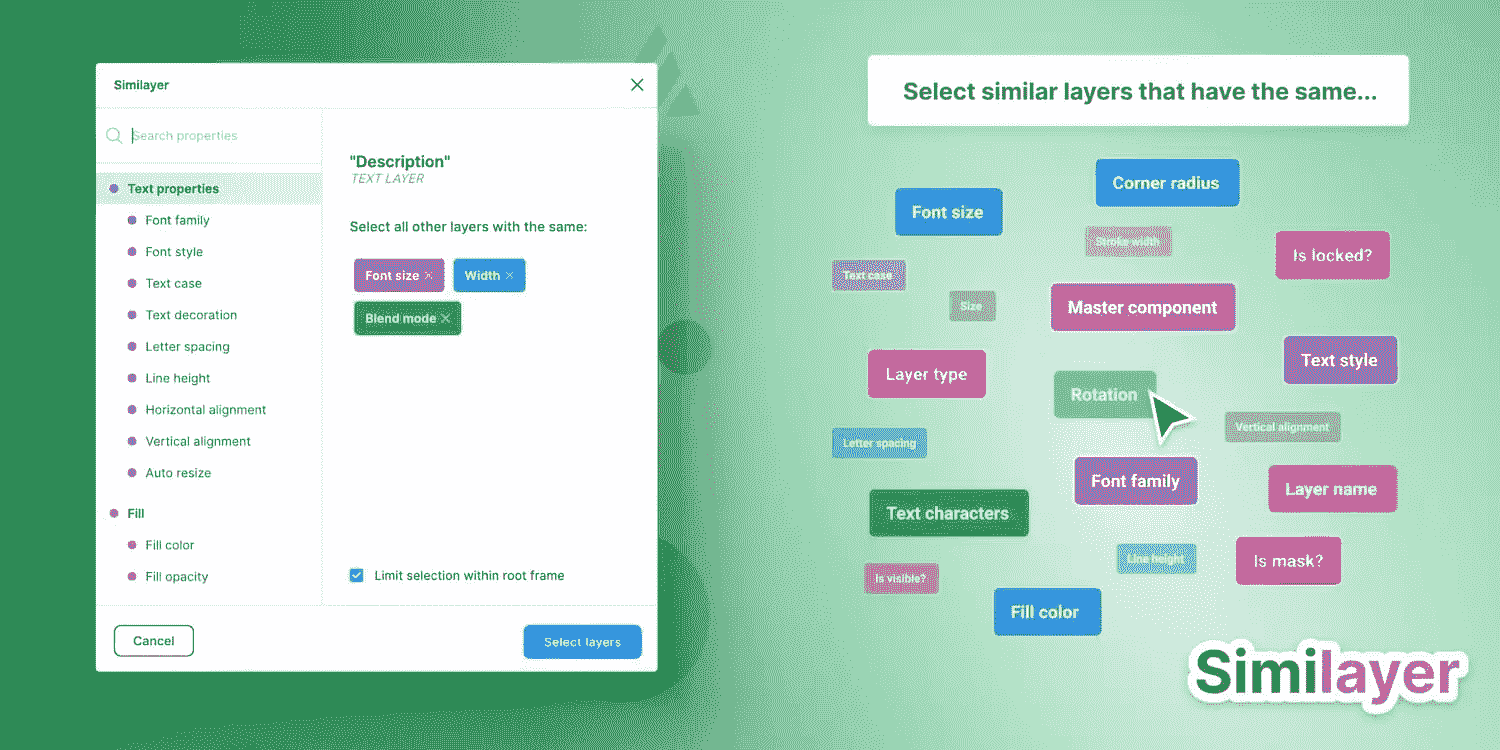 Similayer
Search properties
Text properties
Font family
Font style
Text case
Text decoration
Letter spacing
Line height
Horizontal alignment
Vertical alignment
Auto resize
Fill
Fill color
Fill opacity
"Description"
TEXT LAYER
Select all other layers with the same:
Font size Width
Blend mode
Limit selection within root frame
Cancel
Select layers
Select similar layers that have the same...
Corner radius
Font size
Stroke width
Is locked?
Text case
Size
Master component
Text style
Layer type
Rotation
Vertical alignment
Letter spacing
Font family
Layer name
Text characters
Line height
Is mask?
Is visible?
Fill color
Similayer